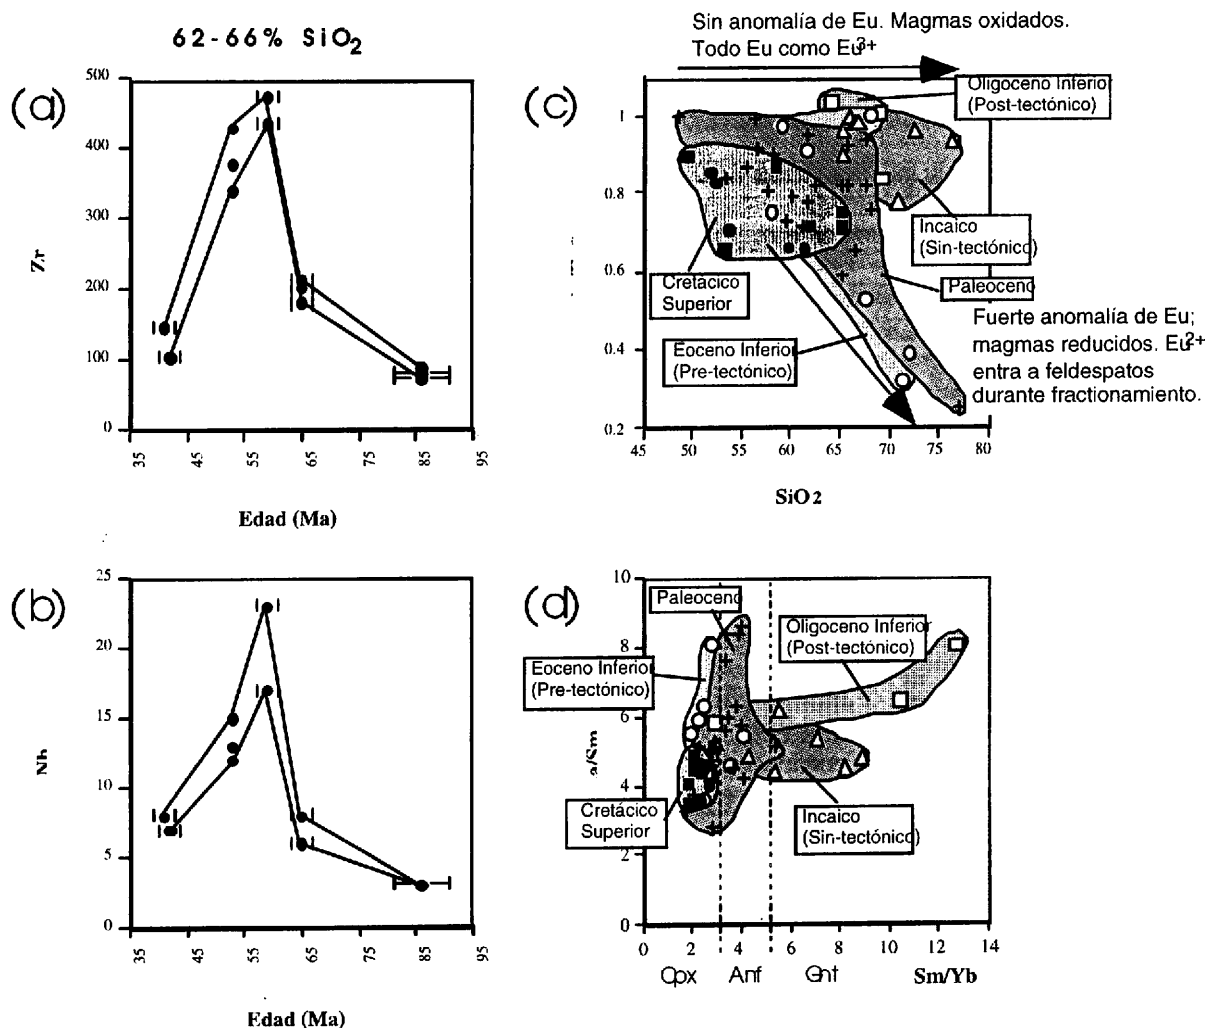 62-66% SiO2
(a)
500
400
300
200
100
0
Zr
35
45
55
65
75
85
95
Edad (Ma)
(b)
25
20
15
10
5
0
Nb
35
45
55
65
75
85
95
Edad (Ma)
Sin anomalía de Eu. Magmas oxidados.
Todo Eu como Eu3+
(c)
1
0.8
0.6
0.4
0.2
45
50
55
60
65
70
75
80
SiO2
Oligoceno Inferior
(Post-tectónico)
Incaico
(Sin-tectónico)
Paleoceno
Cretácico
Superior
Eoceno Inferior
(Pre-tectónico)
Fuerte anomalía de Eu;
magmas reducidos. Eu2+
entra a feldespatos
durante fractionamiento.
(d)
10
8
6
4
2
0
a/Sm
0
2
4
6
8
10
12
14
Cpx
Anf
Gnt
Sm/Yb
Paleoceno
Oligoceno Inferior
(Post-tectónico)
Eoceno Inferior
(Pre-tectónico)
Cretácico
Superior
Incaico
(Sin-tectónico)